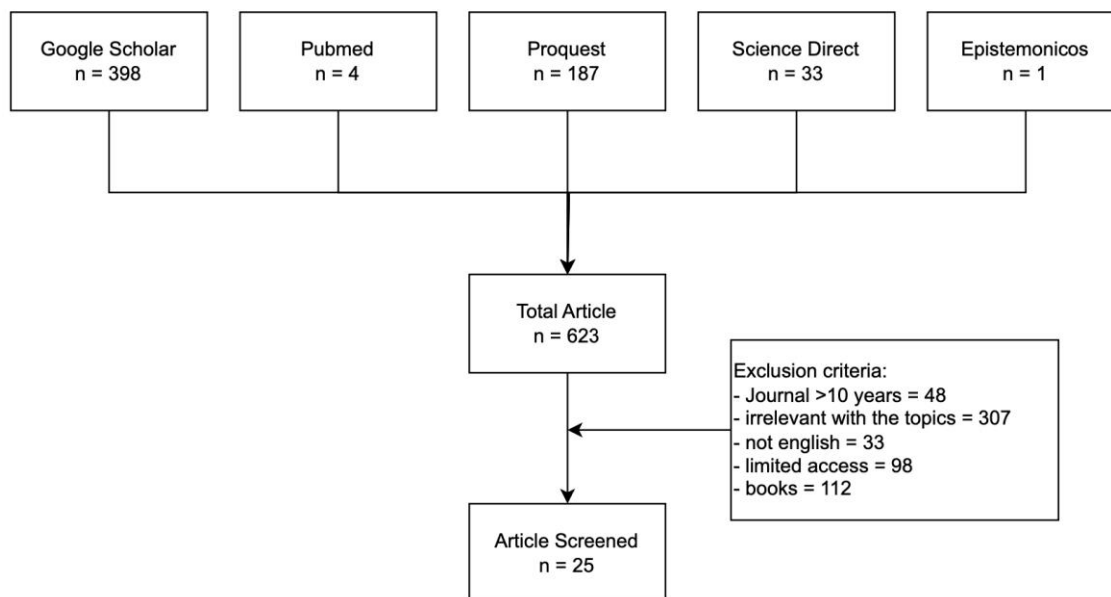 Google Scholar
n = 398
Pubmed
n = 4
Proquest
n = 187
Science Direct
n = 33
Epistemonicos
n = 1
Total Article
n = 623
Exclusion criteria:
- Journal >10 years = 48
- irrelevant with the topics = 307
- not english = 33
- limited access = 98
- books = 112
Article Screened
n = 25